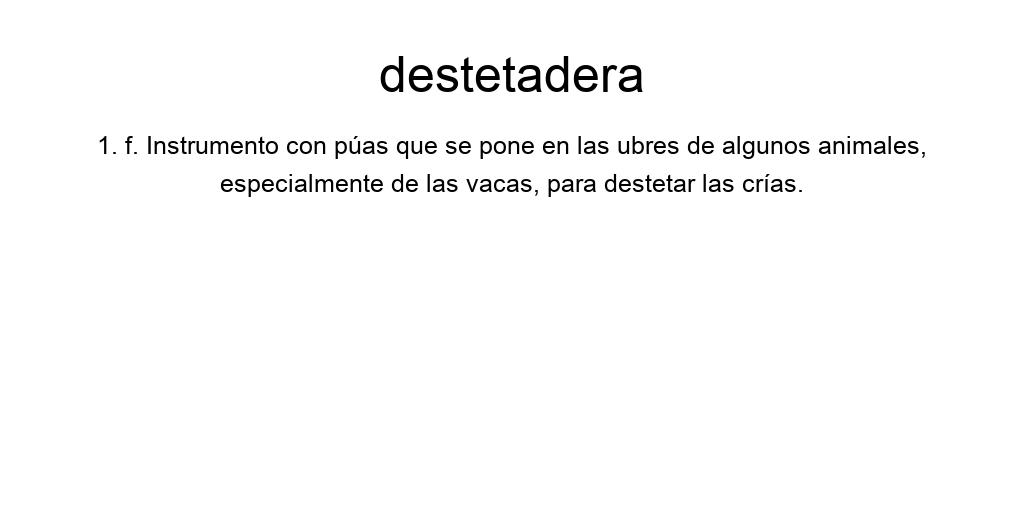 destetadera
1. f. Instrumento con púas que se pone en las ubres de algunos animales,
especialmente de las vacas, para destetar las crías.